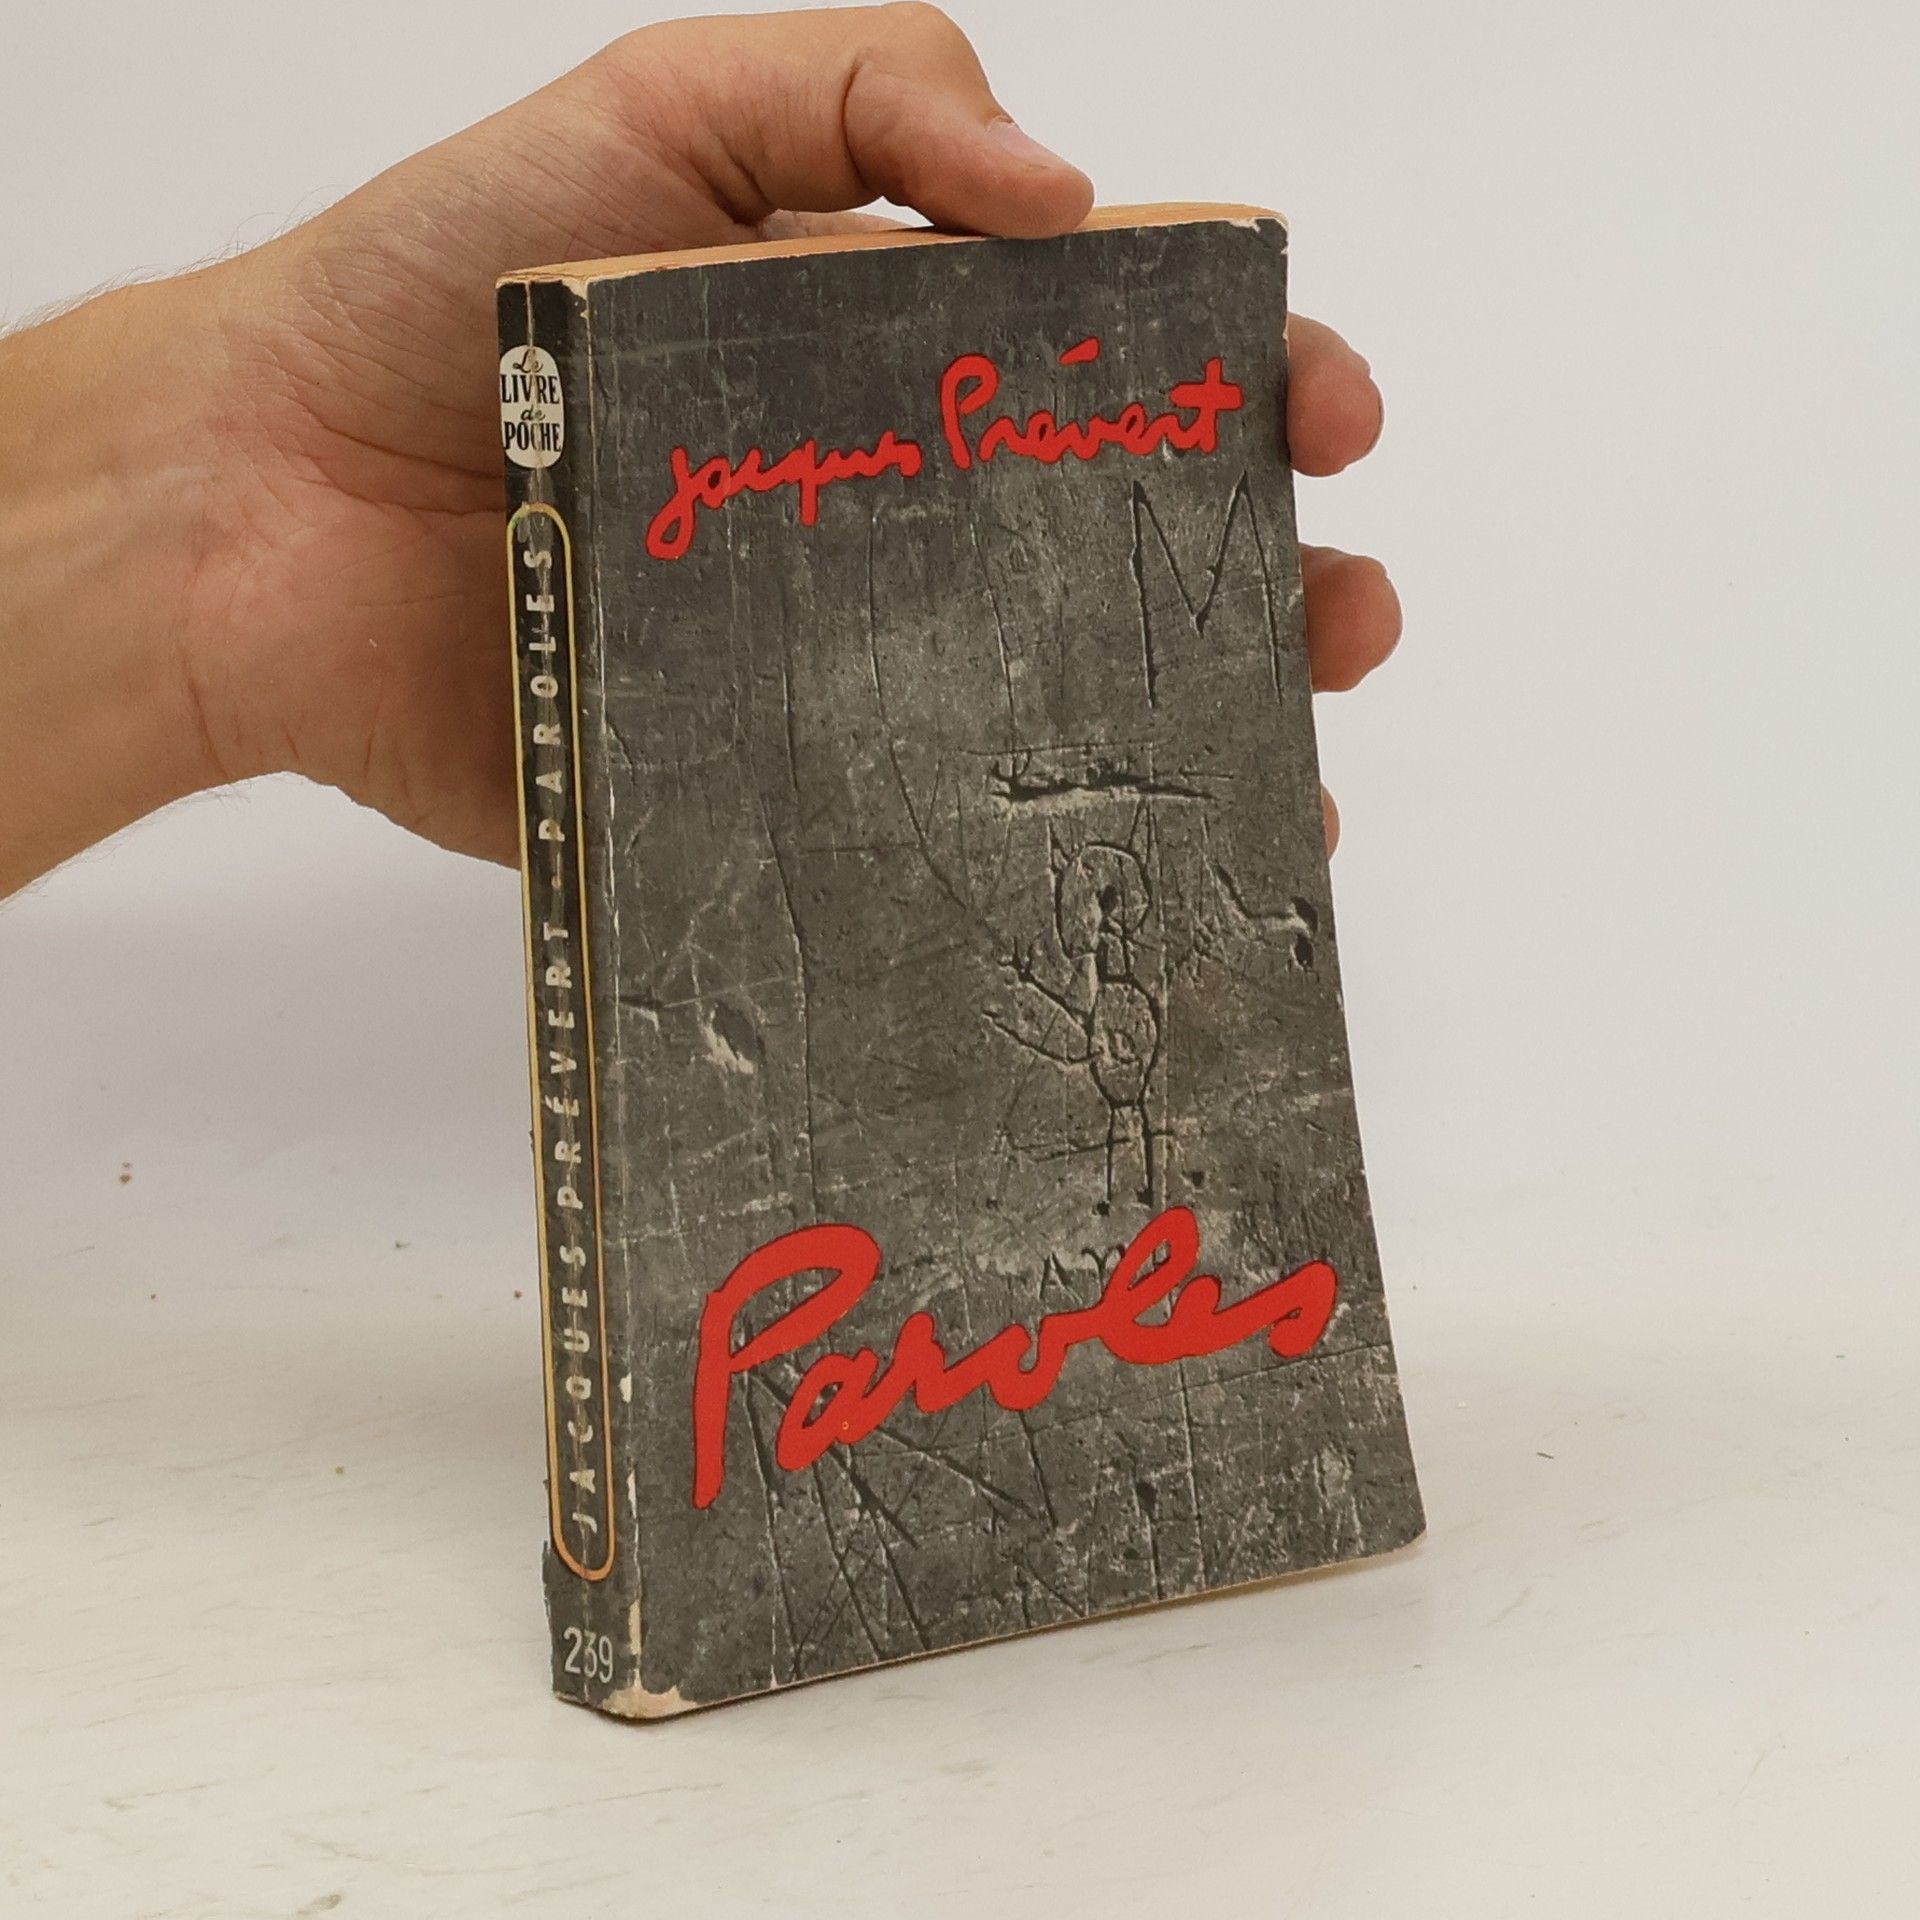 Le
LIVRE
de
POCHE
JACQUES PRÉVERT - PAROLES
239
Jacques Prévert
M
Paroles